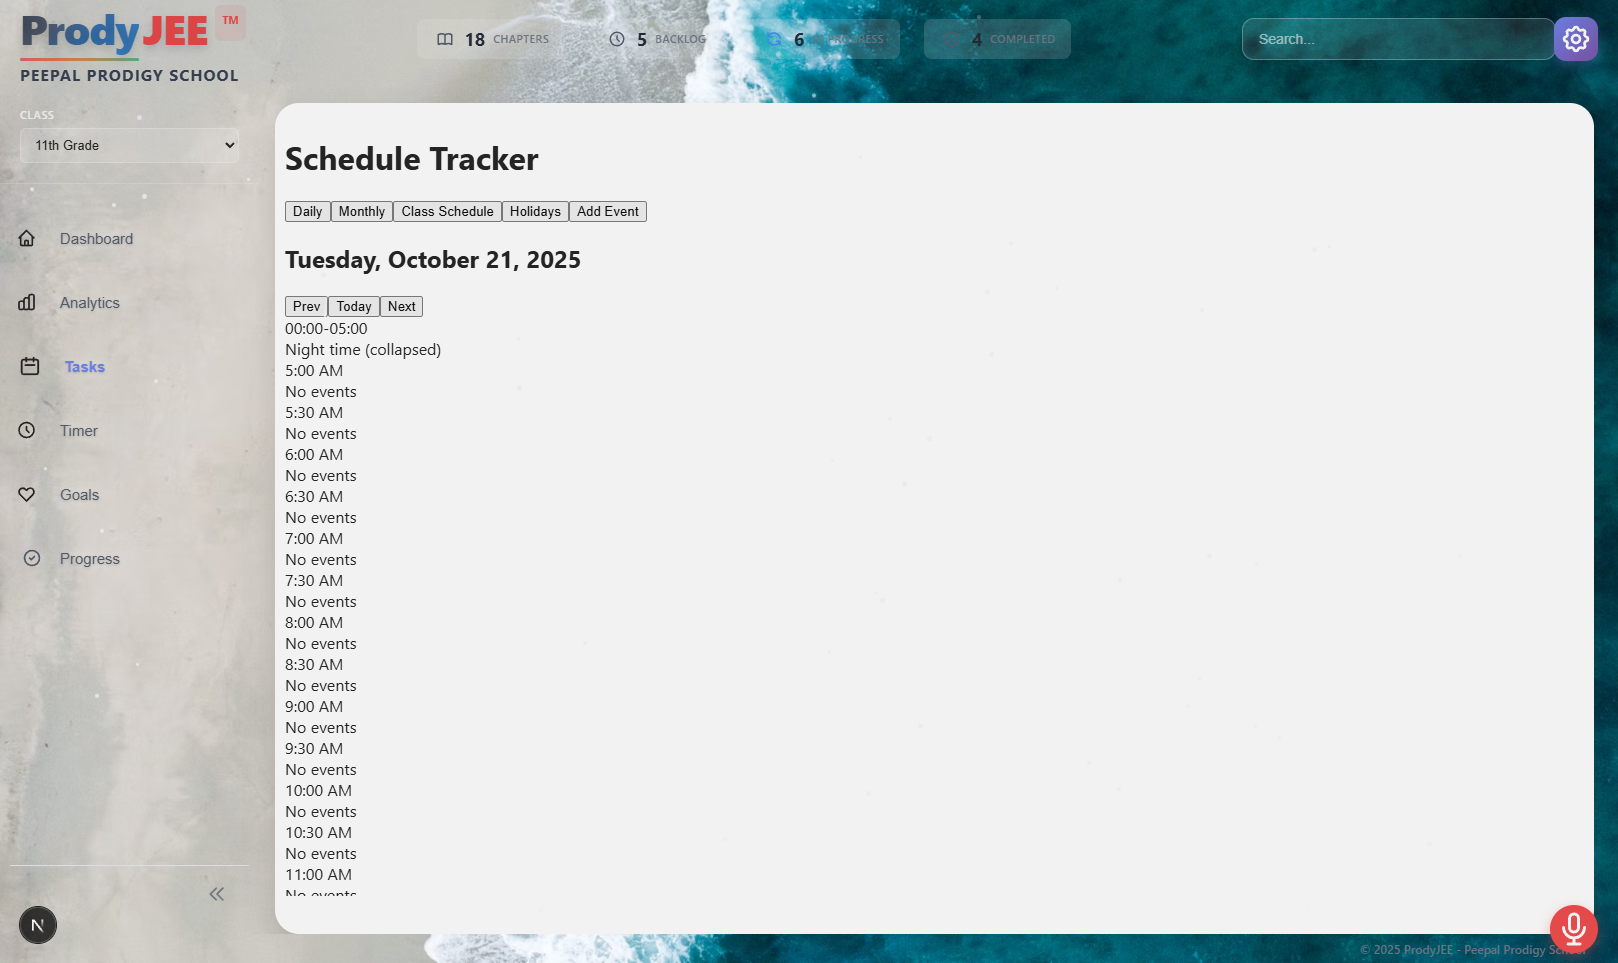 ProdyJEE TM
PEEPAL PRODIGY SCHOOL
18 CHAPTERS
5 BACKLOG
6 IN PROGRESS
4 COMPLETED
Search...
CLASS
11th Grade
Dashboard
Analytics
Tasks
Timer
Goals
Progress
N
Schedule Tracker
Daily Monthly Class Schedule Holidays Add Event
Tuesday, October 21, 2025
Prev Today Next
00:00-05:00
Night time (collapsed)
5:00 AM
No events
5:30 AM
No events
6:00 AM
No events
6:30 AM
No events
7:00 AM
No events
7:30 AM
No events
8:00 AM
No events
8:30 AM
No events
9:00 AM
No events
9:30 AM
No events
10:00 AM
No events
10:30 AM
No events
11:00 AM
No events
© 2025 ProdyJEE - Peepal Prodigy School